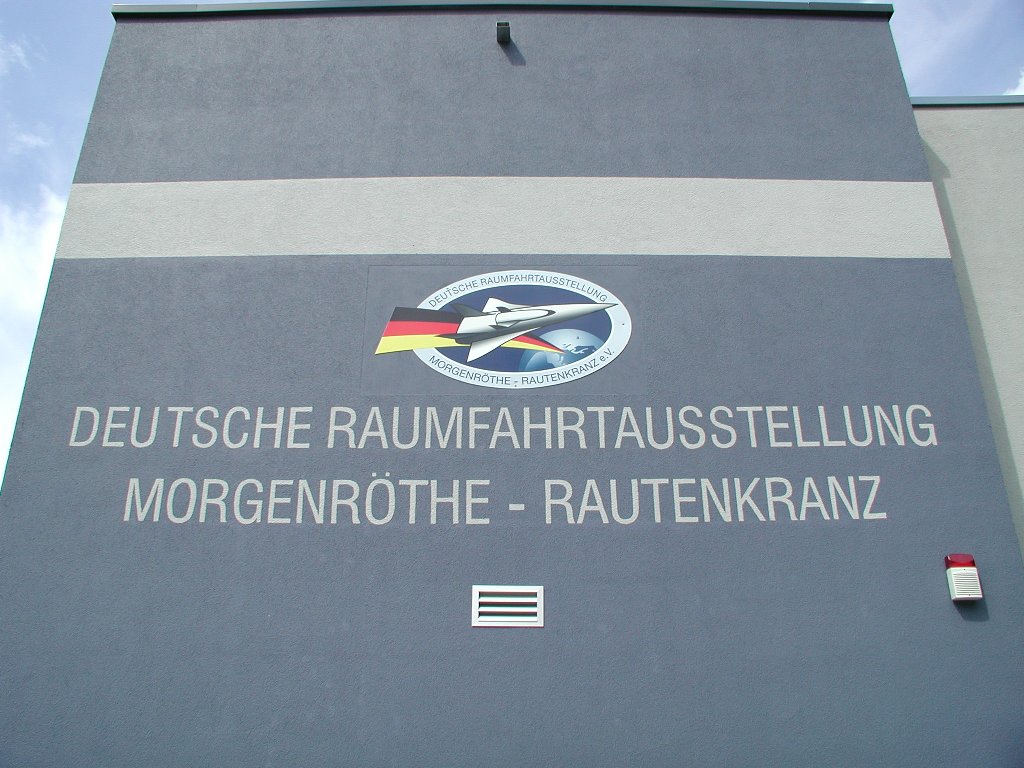 DEUTSCHE RAUMFAHRTAUSSTELLUNG
MORGENRÖTHE - RAUTENKRANZ e.V.
DEUTSCHE RAUMFAHRTAUSSTELLUNG
MORGENRÖTHE - RAUTENKRANZ